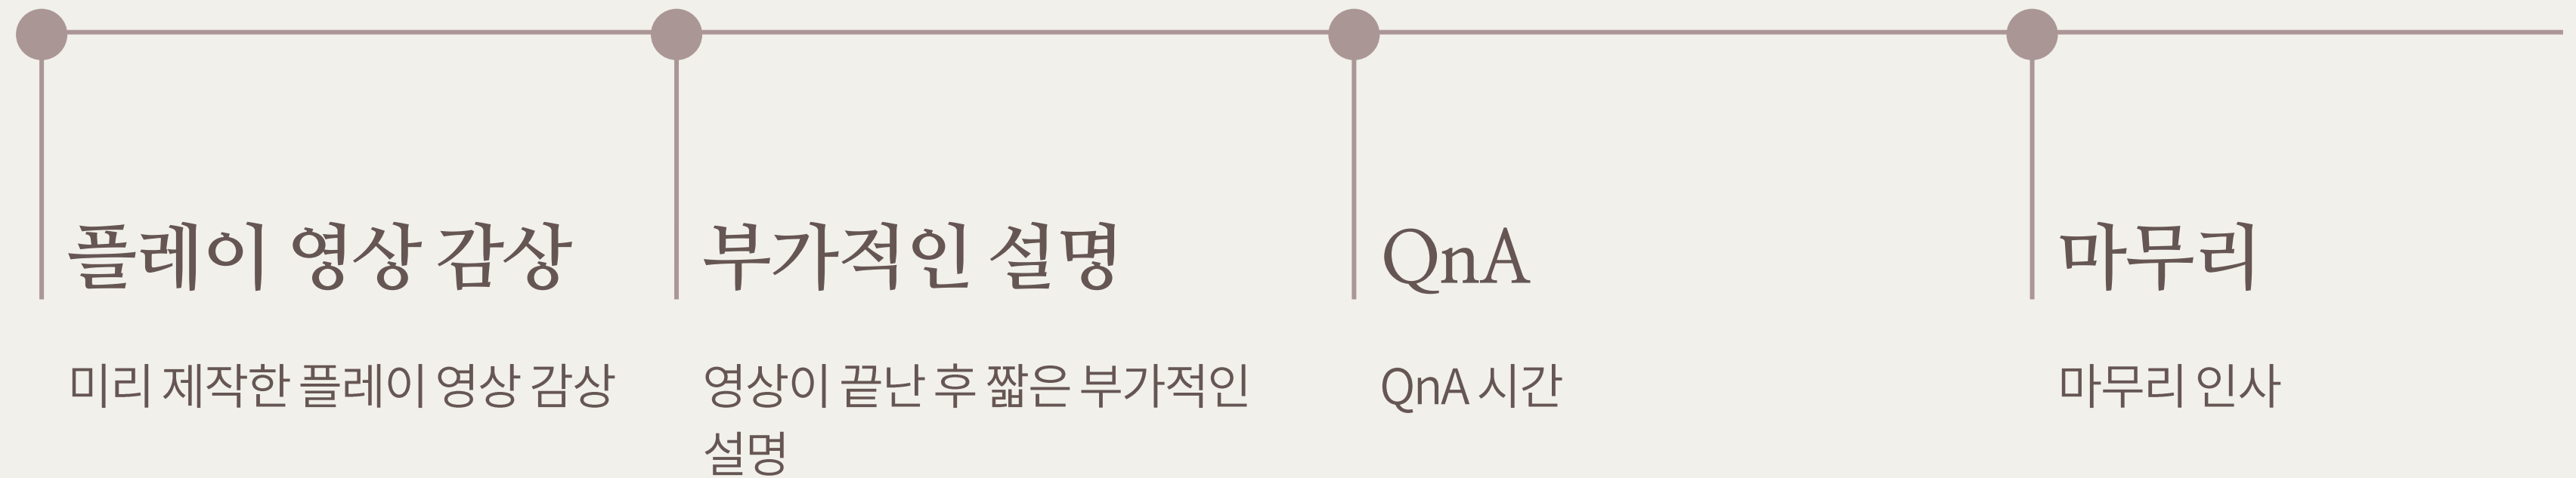 플레이 영상 감상
미리 제작한 플레이 영상 감상
부가적인 설명
영상이 끝난 후 짧은 부가적인
설명
QnA
QnA 시간
마무리
마무리 인사